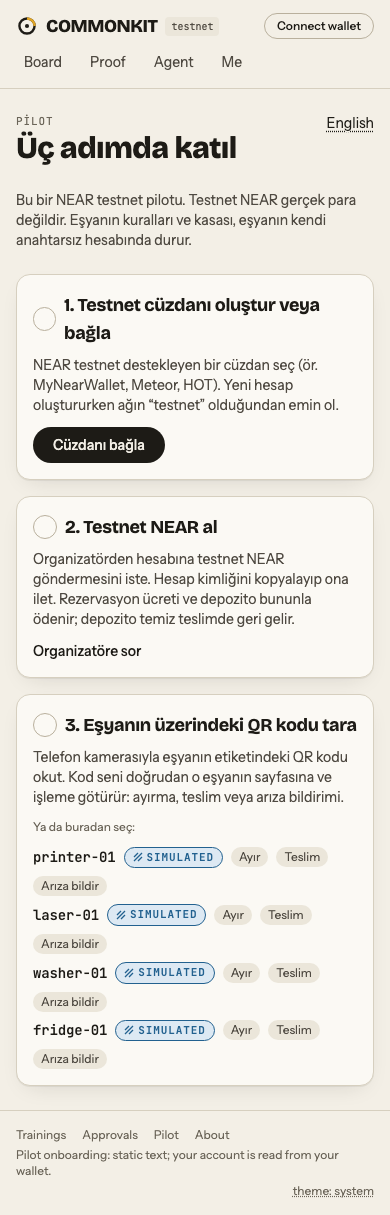 COMMONKIT testnet Connect wallet
Board Proof Agent Me
PİLOT
English
Üç adımda katıl
Bu bir NEAR testnet pilotu. Testnet NEAR gerçek para
değildir. Eşyanın kuralları ve kasası, eşyanın kendi
anahtarsız hesabında durur.
1. Testnet cüzdanı oluştur veya
bağla
NEAR testnet destekleyen bir cüzdan seç (ör.
MyNearWallet, Meteor, HOT). Yeni hesap
oluştururken ağın “testnet” olduğundan emin ol.
Cüzdanı bağla
2. Testnet NEAR al
Organizatörden hesabına testnet NEAR
göndermesini iste. Hesap kimliğini kopyalayıp ona
ilet. Rezervasyon ücreti ve depozito bununla
ödenir; depozito temiz teslimde geri gelir.
Organizatöre sor
3. Eşyanın üzerindeki QR kodu tara
Telefon kamerasıyla eşyanın etiketindeki QR kodu
okut. Kod seni doğrudan o eşyanın sayfasına ve
işleme götürür: ayırma, teslim veya arıza bildirimi.
Ya da buradan seç:
printer-01 SIMULATED Ayır Teslim
Arıza bildir
laser-01 SIMULATED Ayır Teslim
Arıza bildir
washer-01 SIMULATED Ayır Teslim
Arıza bildir
fridge-01 SIMULATED Ayır Teslim
Arıza bildir
Trainings Approvals Pilot About
Pilot onboarding: static text; your account is read from your
wallet.
theme: system